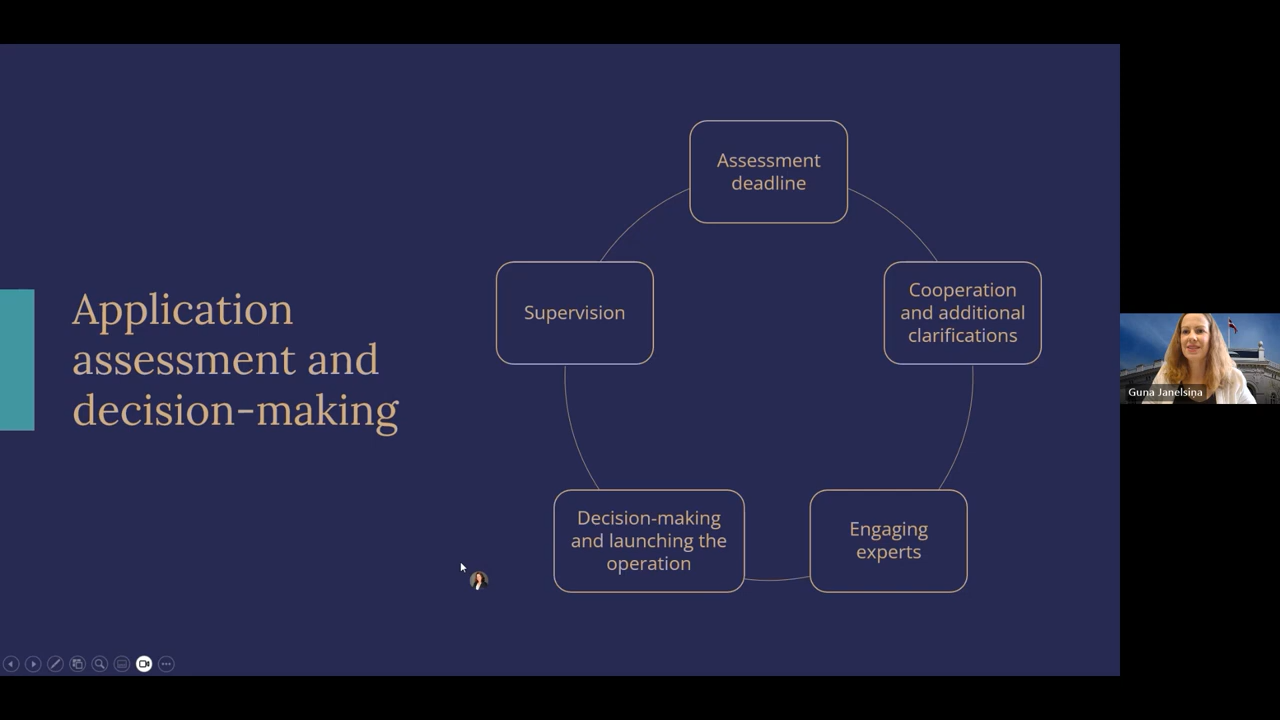 Application
assessment and
decision-making
Assessment
deadline
Cooperation
and additional
clarifications
Engaging
experts
Decision-making
and launching the
operation
Supervision
Guna Janelsiņa